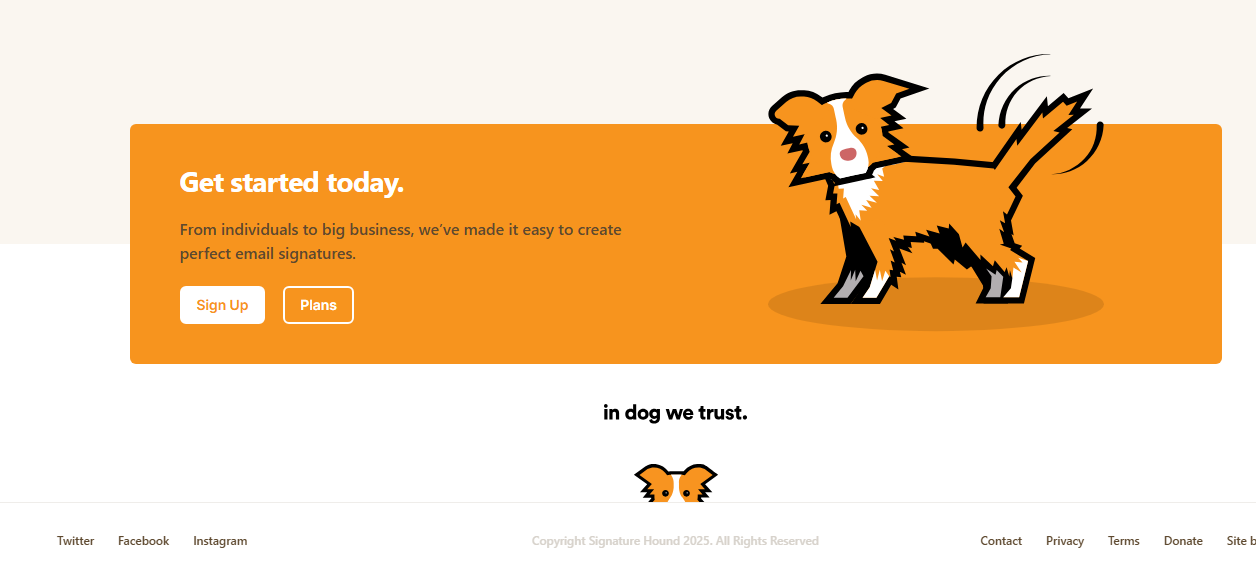 Get started today.
From individuals to big business, we've made it easy to create
perfect email signatures.
Sign Up Plans
in dog we trust.
Twitter Facebook Instagram Copyright Signature Hound 2025. All Rights Reserved Contact Privacy Terms Donate Site b